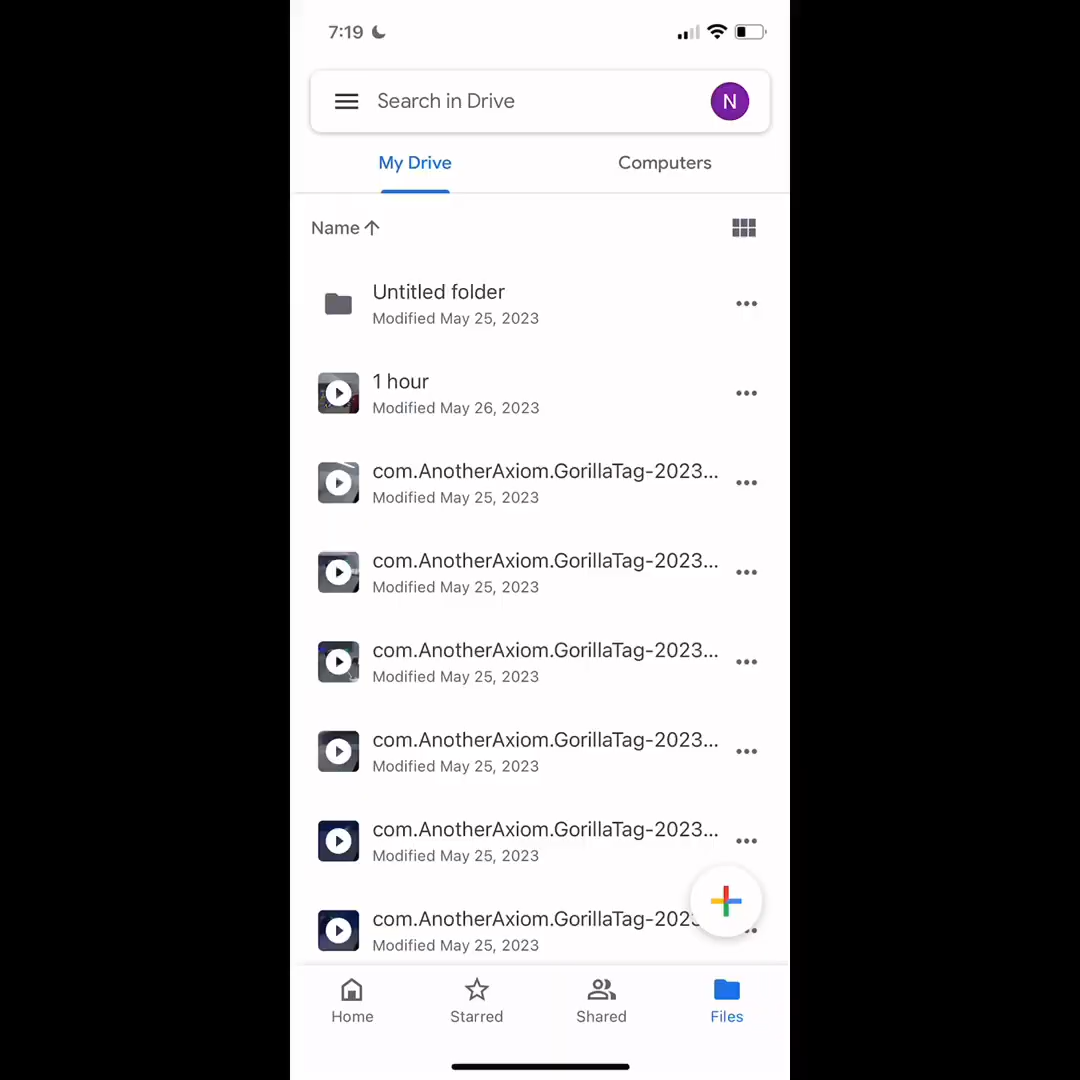 7:19
Search in Drive
N
My Drive
Computers
Name
Untitled folder
Modified May 25, 2023
1 hour
Modified May 26, 2023
com.AnotherAxiom.GorillaTag-2023...
Modified May 25, 2023
com.AnotherAxiom.GorillaTag-2023...
Modified May 25, 2023
com.AnotherAxiom.GorillaTag-2023...
Modified May 25, 2023
com.AnotherAxiom.GorillaTag-2023...
Modified May 25, 2023
com.AnotherAxiom.GorillaTag-2023...
Modified May 25, 2023
com.AnotherAxiom.GorillaTag-2023
Modified May 25, 2023
Home
Starred
Shared
Files